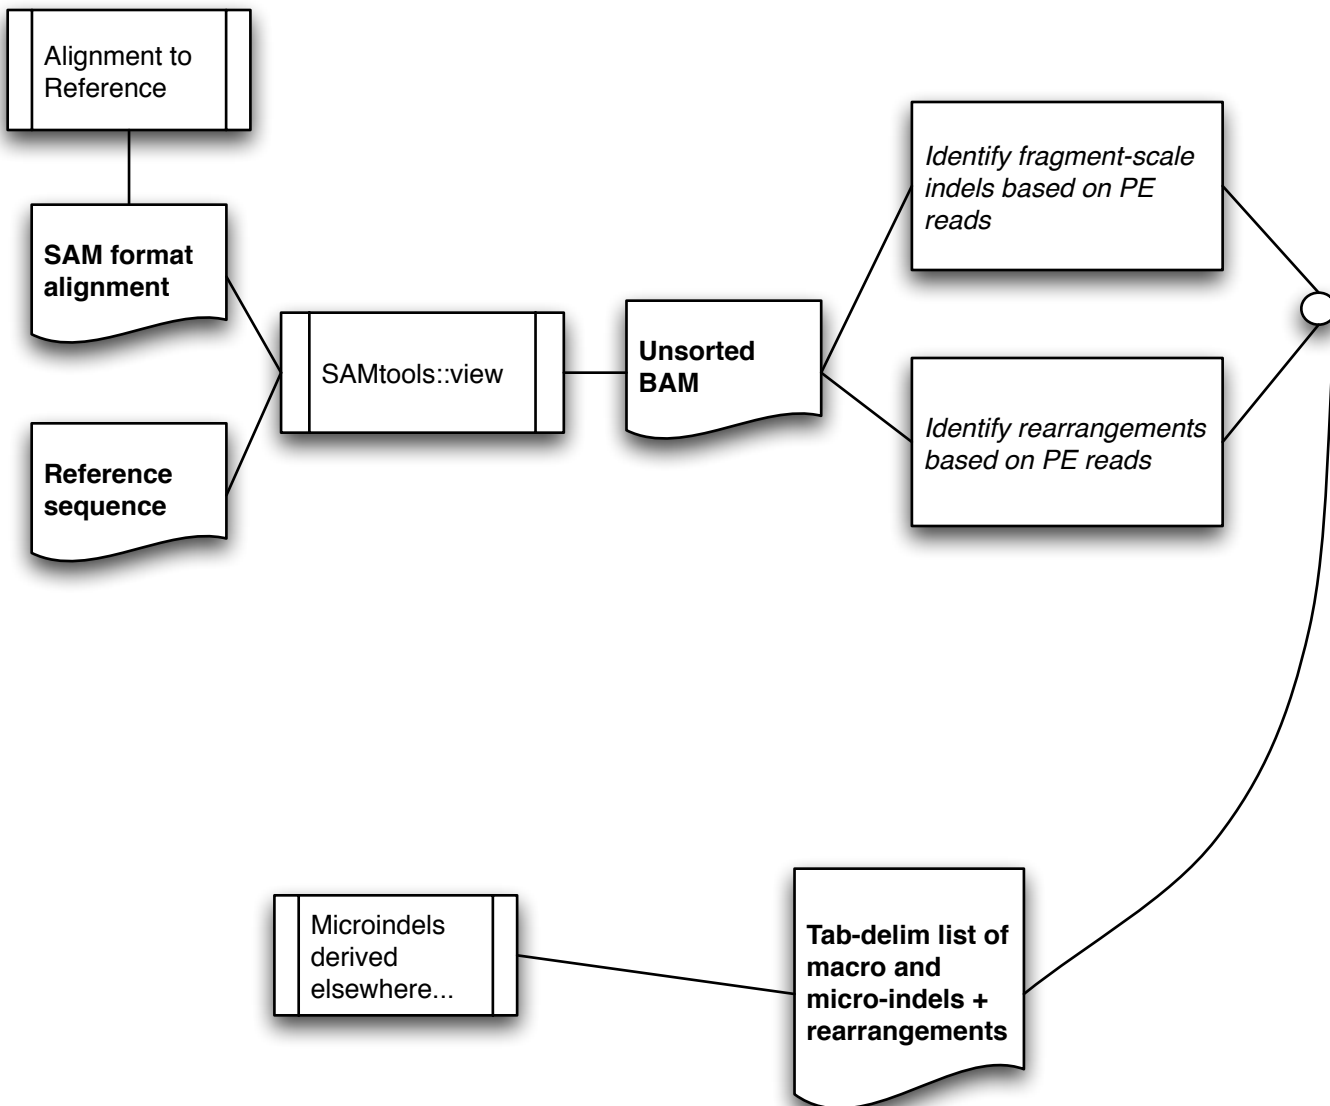 Alignment to
Reference
SAM format
alignment
Reference
sequence
SAMtools::view
Unsorted
BAM
Identify fragment-scale
indels based on PE
reads
Identify rearrangements
based on PE reads
Microindels
derived
elsewhere...
Tab-delim list of
macro and
micro-indels +
rearrangements